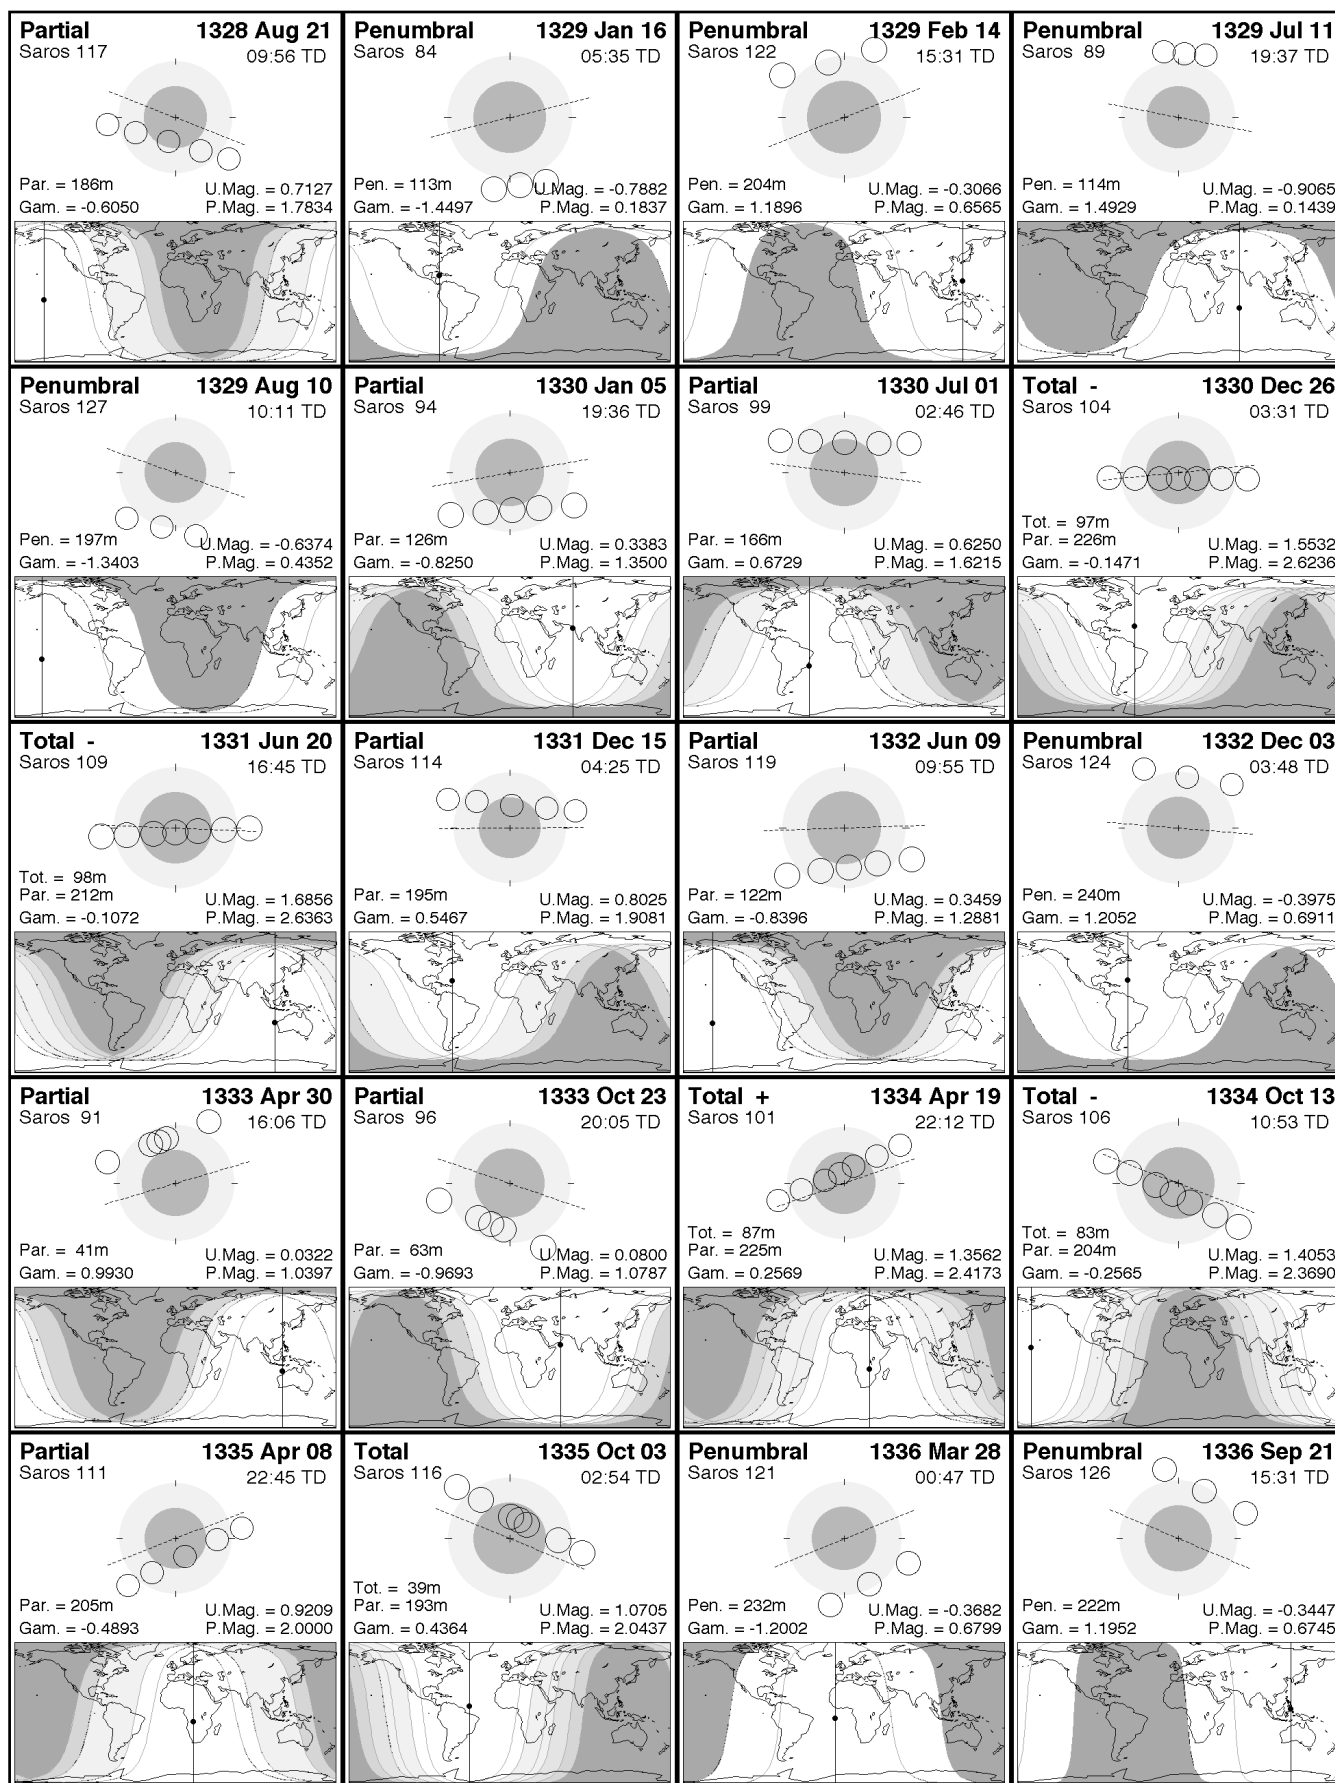 Partial 1328 Aug 21
Saros 117 09:56 TD
Par. = 186m U.Mag. = 0.7127
Gam. = -0.6050 P.Mag. = 1.7834
Penumbral 1329 Jan 16
Saros 84 05:35 TD
Pen. = 113m U.Mag. = -0.7882
Gam. = -1.4497 P.Mag. = 0.1837
Penumbral 1329 Feb 14
Saros 122 15:31 TD
Pen. = 204m U.Mag. = -0.3066
Gam. = 1.1896 P.Mag. = 0.6565
Penumbral 1329 Jul 11
Saros 89 19:37 TD
Pen. = 114m U.Mag. = -0.9065
Gam. = 1.4929 P.Mag. = 0.1439
Penumbral 1329 Aug 10
Saros 127 10:11 TD
Pen. = 197m U.Mag. = -0.6374
Gam. = -1.3403 P.Mag. = 0.4352
Partial 1330 Jan 05
Saros 94 19:36 TD
Par. = 126m U.Mag. = 0.3383
Gam. = -0.8250 P.Mag. = 1.3500
Partial 1330 Jul 01
Saros 99 02:46 TD
Par. = 166m U.Mag. = 0.6250
Gam. = 0.6729 P.Mag. = 1.6215
Total - 1330 Dec 26
Saros 104 03:31 TD
Tot. = 97m
Par. = 226m U.Mag. = 1.5532
Gam. = -0.1471 P.Mag. = 2.6236
Total - 1331 Jun 20
Saros 109 16:45 TD
Tot. = 98m
Par. = 212m U.Mag. = 1.6856
Gam. = -0.1072 P.Mag. = 2.6363
Partial 1331 Dec 15
Saros 114 04:25 TD
Par. = 195m U.Mag. = 0.8025
Gam. = 0.5467 P.Mag. = 1.9081
Partial 1332 Jun 09
Saros 119 09:55 TD
Par. = 122m U.Mag. = 0.3459
Gam. = -0.8396 P.Mag. = 1.2881
Penumbral 1332 Dec 03
Saros 124 03:48 TD
Pen. = 240m U.Mag. = -0.3975
Gam. = 1.2052 P.Mag. = 0.6911
Partial 1333 Apr 30
Saros 91 16:06 TD
Par. = 41m U.Mag. = 0.0322
Gam. = 0.9930 P.Mag. = 1.0397
Partial 1333 Oct 23
Saros 96 20:05 TD
Par. = 63m U.Mag. = 0.0800
Gam. = -0.9693 P.Mag. = 1.0787
Total + 1334 Apr 19
Saros 101 22:12 TD
Tot. = 87m
Par. = 225m U.Mag. = 1.3562
Gam. = 0.2569 P.Mag. = 2.4173
Total - 1334 Oct 13
Saros 106 10:53 TD
Tot. = 83m
Par. = 204m U.Mag. = 1.4053
Gam. = -0.2565 P.Mag. = 2.3690
Partial 1335 Apr 08
Saros 111 22:45 TD
Par. = 205m U.Mag. = 0.9209
Gam. = -0.4893 P.Mag. = 2.0000
Total 1335 Oct 03
Saros 116 02:54 TD
Tot. = 39m
Par. = 193m U.Mag. = 1.0705
Gam. = 0.4364 P.Mag. = 2.0437
Penumbral 1336 Mar 28
Saros 121 00:47 TD
Pen. = 232m U.Mag. = -0.3682
Gam. = -1.2002 P.Mag. = 0.6799
Penumbral 1336 Sep 21
Saros 126 15:31 TD
Pen. = 222m U.Mag. = -0.3447
Gam. = 1.1952 P.Mag. = 0.6745